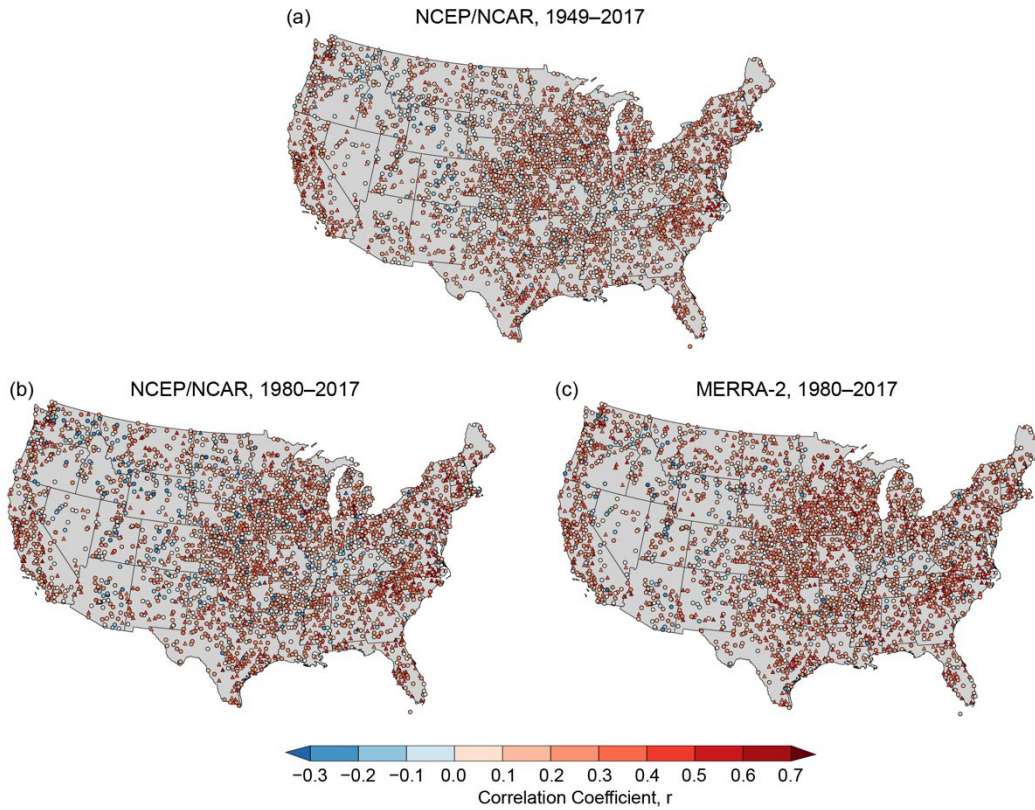 (a) NCEP/NCAR, 1949–2017
(b) NCEP/NCAR, 1980–2017
(c) MERRA-2, 1980–2017
−0.3 −0.2 −0.1 0.0 0.1 0.2 0.3 0.4 0.5 0.6 0.7
Correlation Coefficient, r